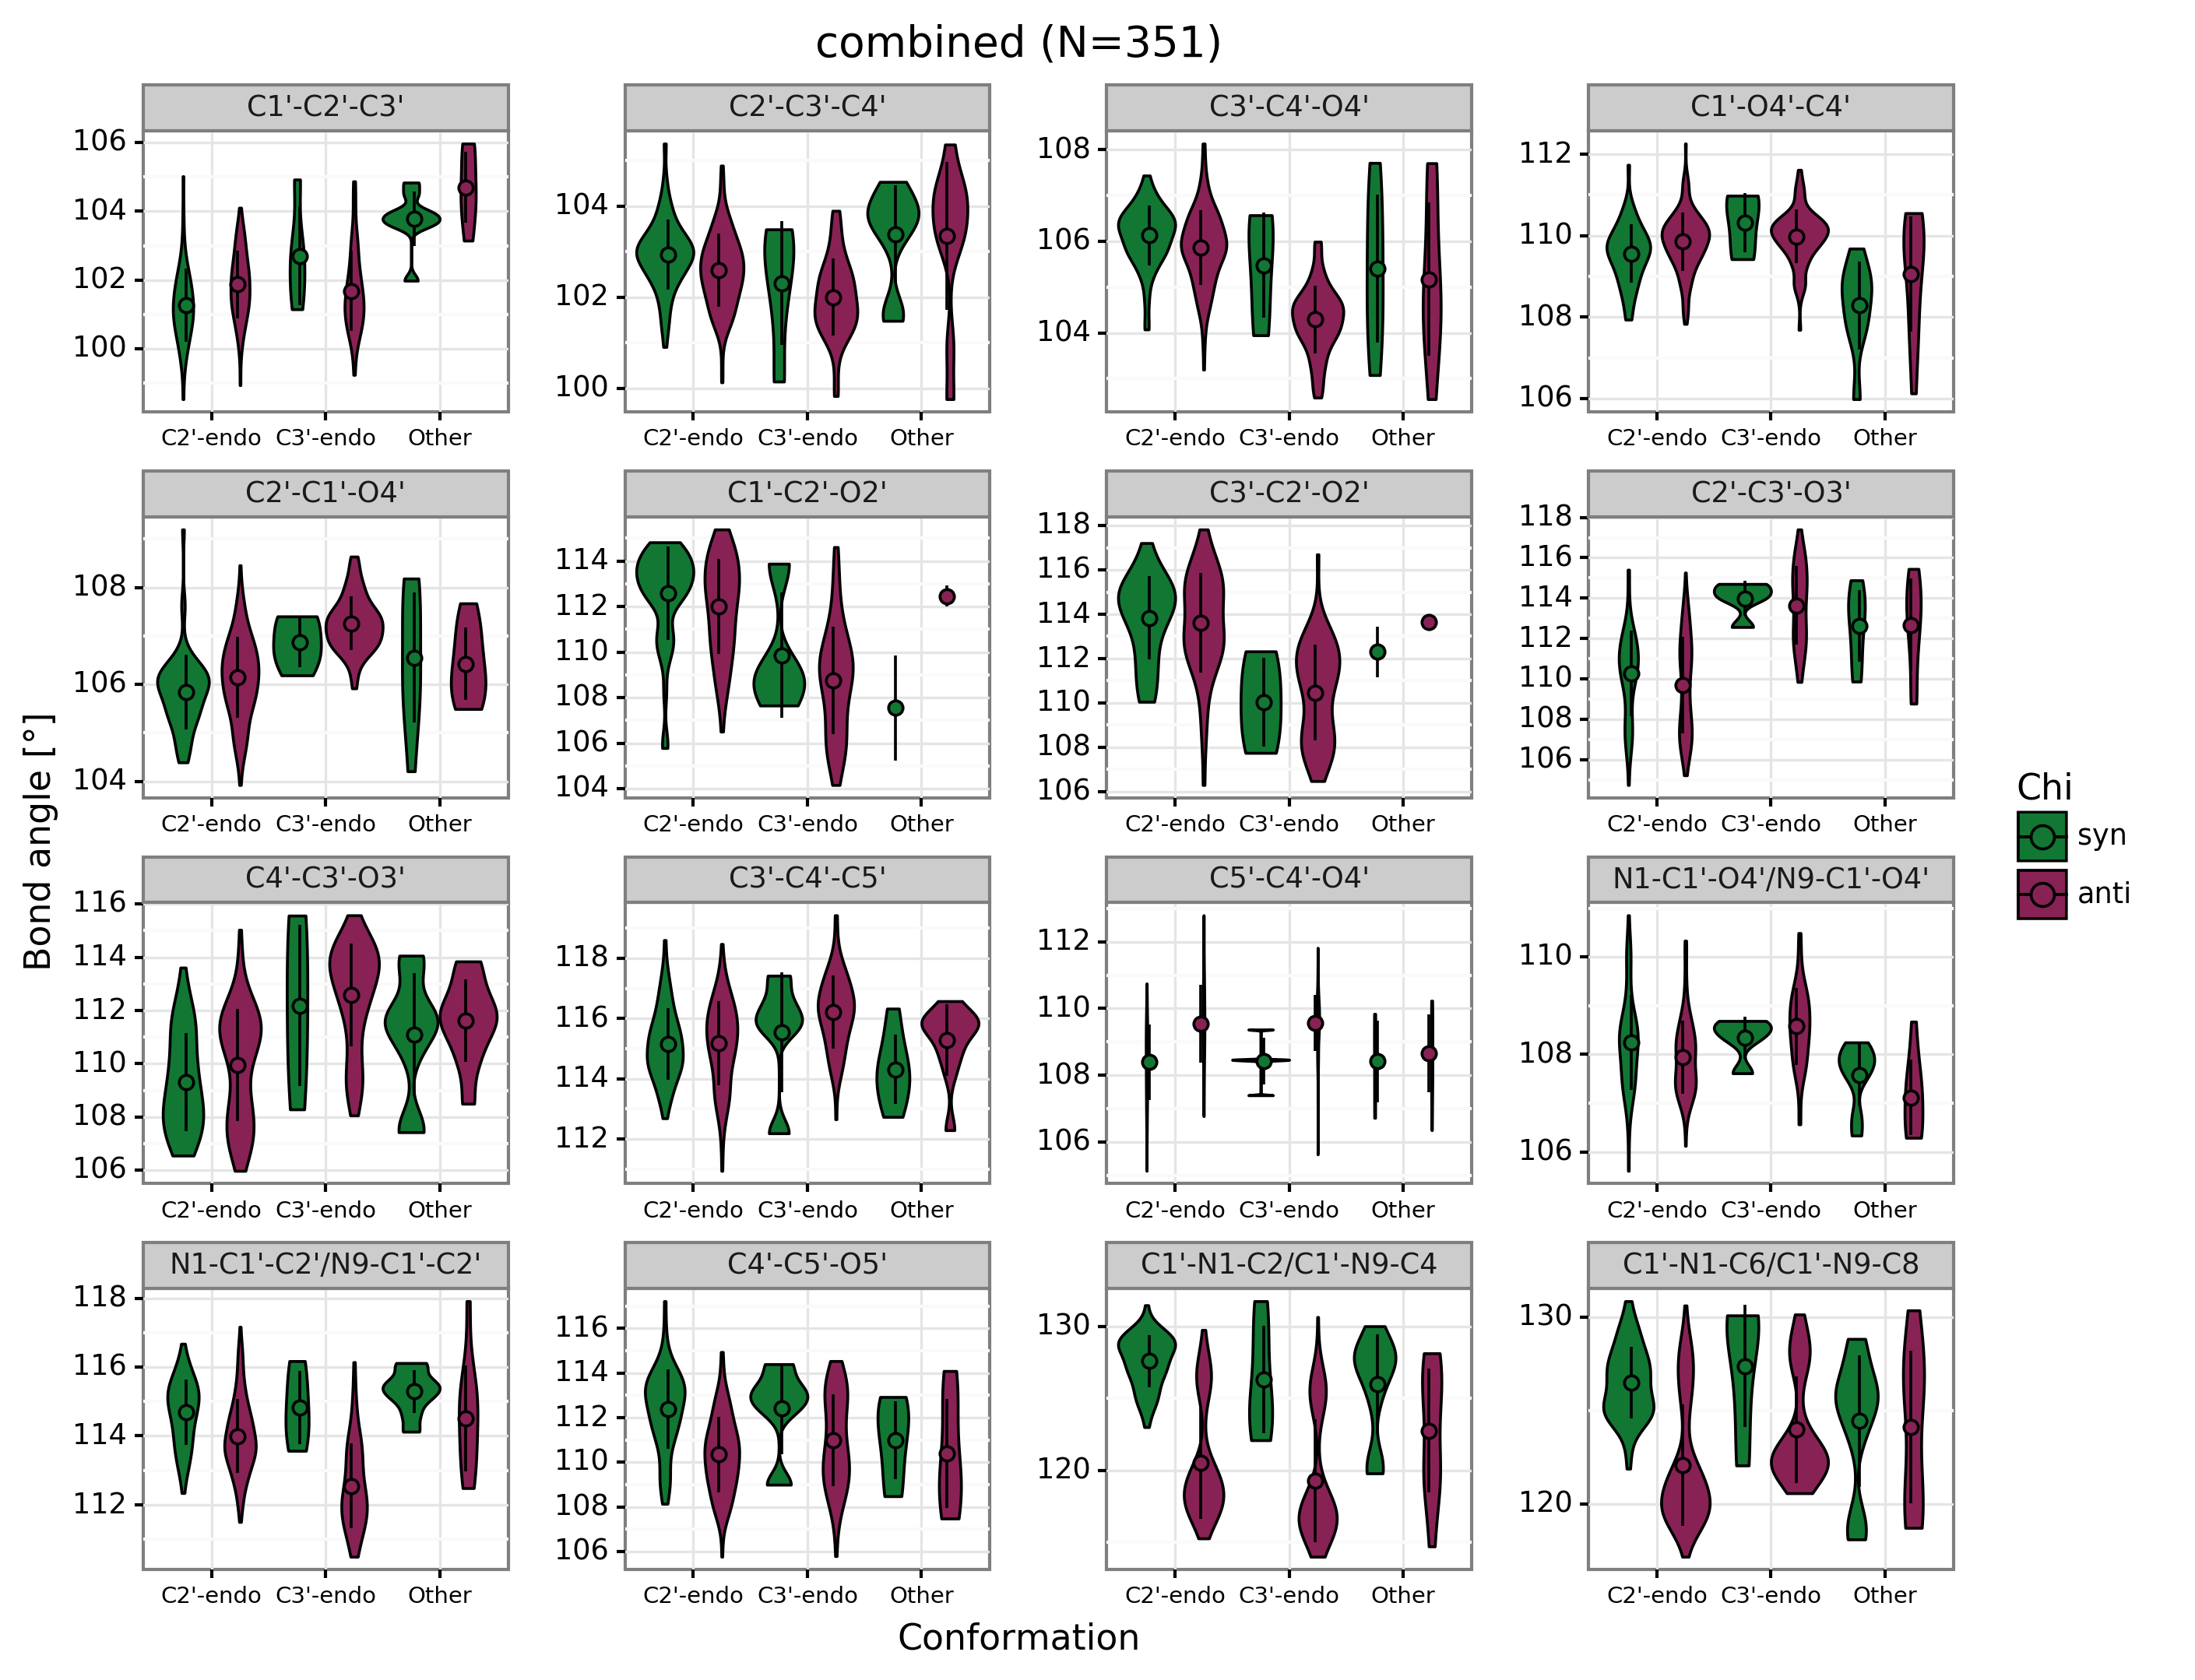 combined (N=351)
C1'-C2'-C3'
C2'-C3'-C4'
C3'-C4'-O4'
C1'-O4'-C4'
106
104
102
100
104
102
100
108
106
104
112
110
108
106
C2'-endo C3'-endo Other
C2'-endo C3'-endo Other
C2'-endo C3'-endo Other
C2'-endo C3'-endo Other
C2'-C1'-O4'
C1'-C2'-O2'
C3'-C2'-O2'
C2'-C3'-O3'
108
106
104
114
112
110
108
106
104
118
116
114
112
110
108
106
118
116
114
112
110
108
106
C2'-endo C3'-endo Other
C2'-endo C3'-endo Other
C2'-endo C3'-endo Other
C2'-endo C3'-endo Other
Bond angle [°]
Chi
syn
anti
C4'-C3'-O3'
C3'-C4'-C5'
C5'-C4'-O4'
N1-C1'-O4'/N9-C1'-O4'
116
114
112
110
108
106
118
116
114
112
112
110
108
106
110
108
106
C2'-endo C3'-endo Other
C2'-endo C3'-endo Other
C2'-endo C3'-endo Other
C2'-endo C3'-endo Other
N1-C1'-C2'/N9-C1'-C2'
C4'-C5'-O5'
C1'-N1-C2/C1'-N9-C4
C1'-N1-C6/C1'-N9-C8
118
116
114
112
116
114
112
110
108
106
130
120
130
120
C2'-endo C3'-endo Other
C2'-endo C3'-endo Other
C2'-endo C3'-endo Other
C2'-endo C3'-endo Other
Conformation